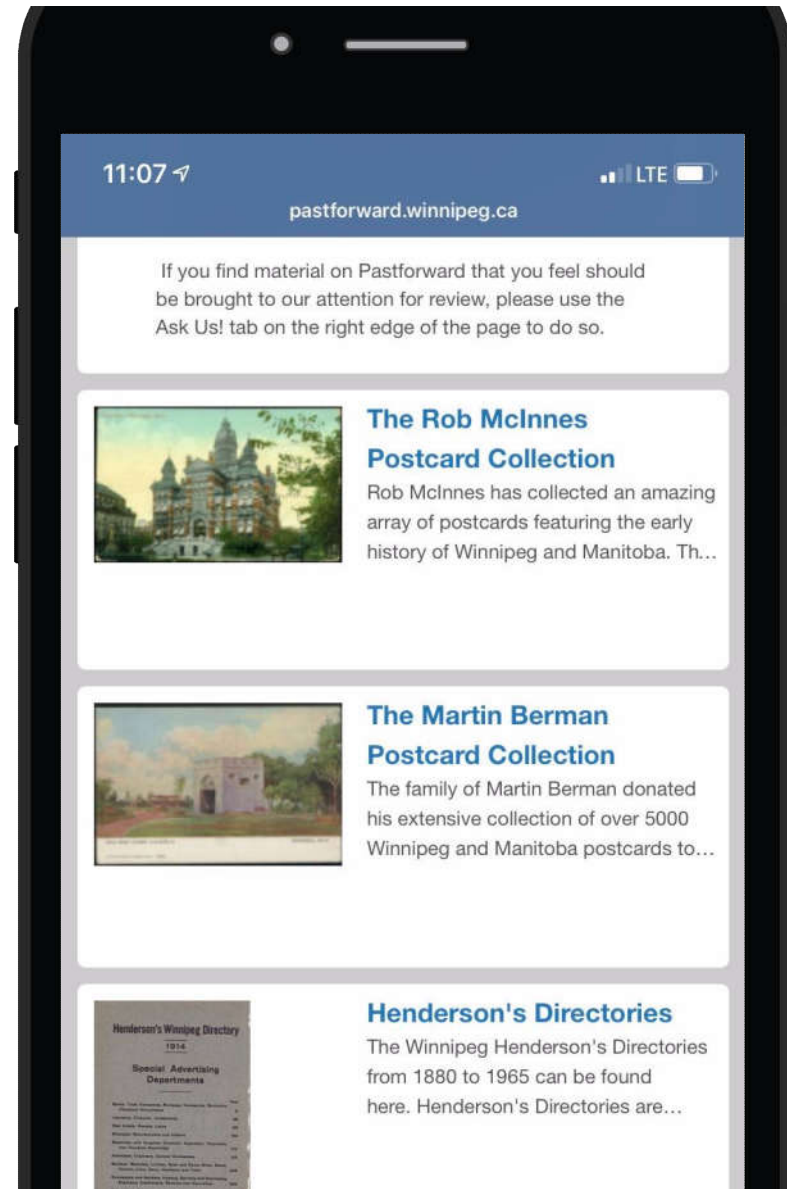 11:07
LTE
pastforward.winnipeg.ca
If you find material on Pastforward that you feel should
be brought to our attention for review, please use the
Ask Us! tab on the right edge of the page to do so.
The Rob McInnes
Postcard Collection
Rob McInnes has collected an amazing
array of postcards featuring the early
history of Winnipeg and Manitoba. Th...
The Martin Berman
Postcard Collection
The family of Martin Berman donated
his extensive collection of over 5000
Winnipeg and Manitoba postcards to...
Henderson's Winnipeg Directory
1914
Special Advertising
Departments
Henderson's Directories
The Winnipeg Henderson's Directories
from 1880 to 1965 can be found
here. Henderson's Directories are...